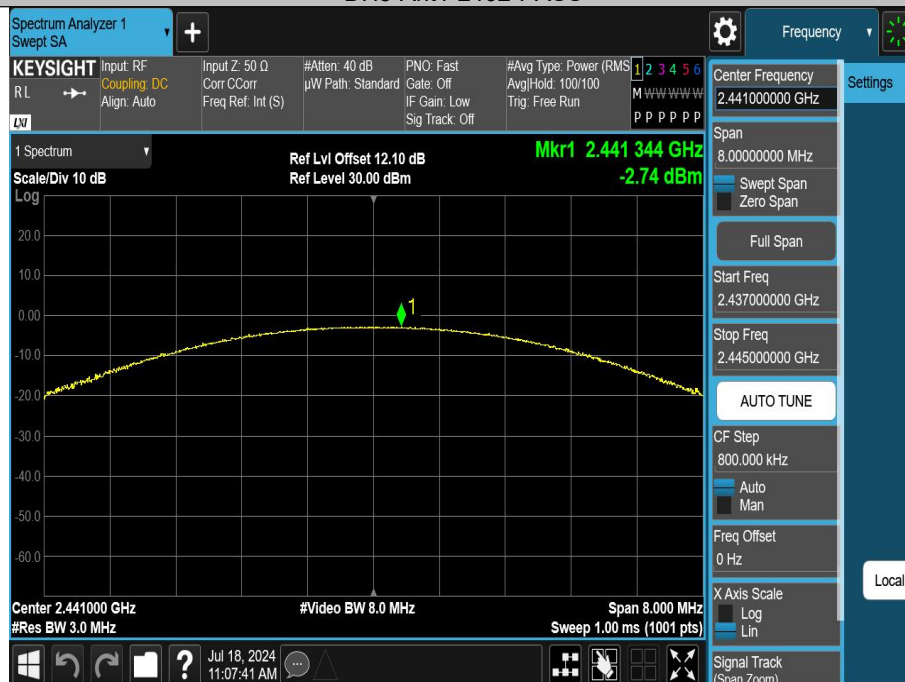 Spectrum Analyzer 1
Swept SA
Frequency
KEYSIGHT
RL
LXI
Input: RF
Coupling: DC
Align: Auto
Input Z: 50 Ω
Corr CCorr
Freq Ref: Int (S)
#Atten: 40 dB
µW Path: Standard
PNO: Fast
Gate: Off
IF Gain: Low
Sig Track: Off
#Avg Type: Power (RMS
Avg|Hold: 100/100
Trig: Free Run
1 2 3 4 5 6
M W W W W W
P P P P P P
1 Spectrum
Scale/Div 10 dB
Log
Ref Lvl Offset 12.10 dB
Ref Level 30.00 dBm
Mkr1 2.441 344 GHz
-2.74 dBm
20.0
10.0
0.00
-10.0
-20.0
-30.0
-40.0
-50.0
-60.0
1
Center 2.441000 GHz
#Res BW 3.0 MHz
#Video BW 8.0 MHz
Span 8.000 MHz
Sweep 1.00 ms (1001 pts)
Jul 18, 2024
11:07:41 AM
Center Frequency
2.441000000 GHz
Settings
Span
8.00000000 MHz
Swept Span
Zero Span
Full Span
Start Freq
2.437000000 GHz
Stop Freq
2.445000000 GHz
AUTO TUNE
CF Step
800.000 kHz
Auto
Man
Freq Offset
0 Hz
Local
X Axis Scale
Log
Lin
Signal Track
(Span Zoom)